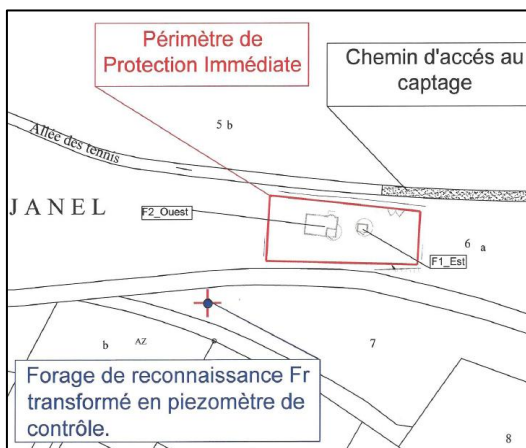 Périmètre de
Protection Immédiate
Chemin d'accés au
captage
5 b
Allée des tennis
JANEL
F2_Ouest
6 a
F1_Est
b
AZ
7
Forage de reconnaissance Fr
transformé en piezomètre de
contrôle.
8